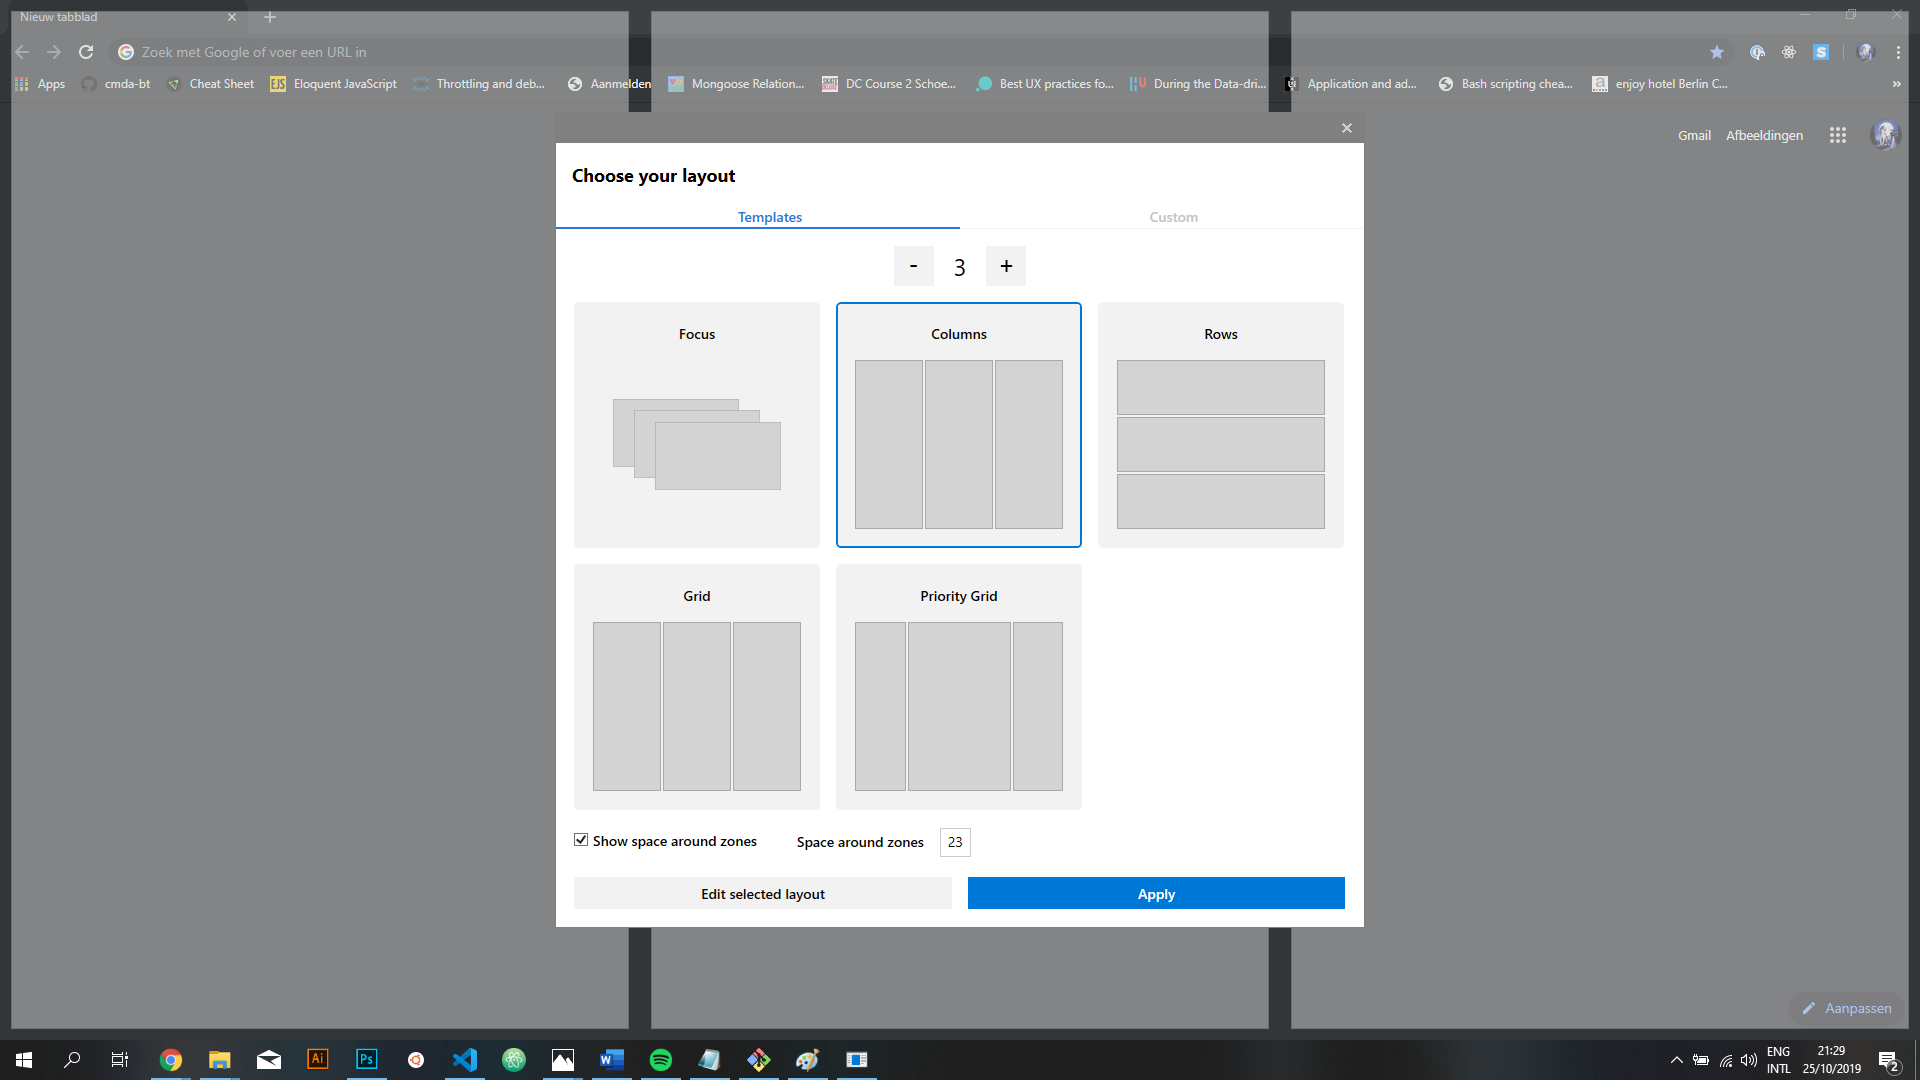 Nieuw tabblad
Zoek met Google of voer een URL in
S
Apps
cmda-bt
Cheat Sheet
EJS
Eloquent JavaScript
Throttling and deb...
Aanmelden
Mongoose Relation...
DC Course 2 Schoe...
Best UX practices fo...
During the Data-dri...
Application and ad...
Bash scripting chea...
a
enjoy hotel Berlin C...
»
Gmail
Afbeeldingen
Choose your layout
Templates
Custom
- 3 +
Focus
Columns
Rows
Grid
Priority Grid
Show space around zones
Space around zones
23
Edit selected layout
Apply
Aanpassen
Ai
Ps
W
ENG
INTL
21:29
25/10/2019
2